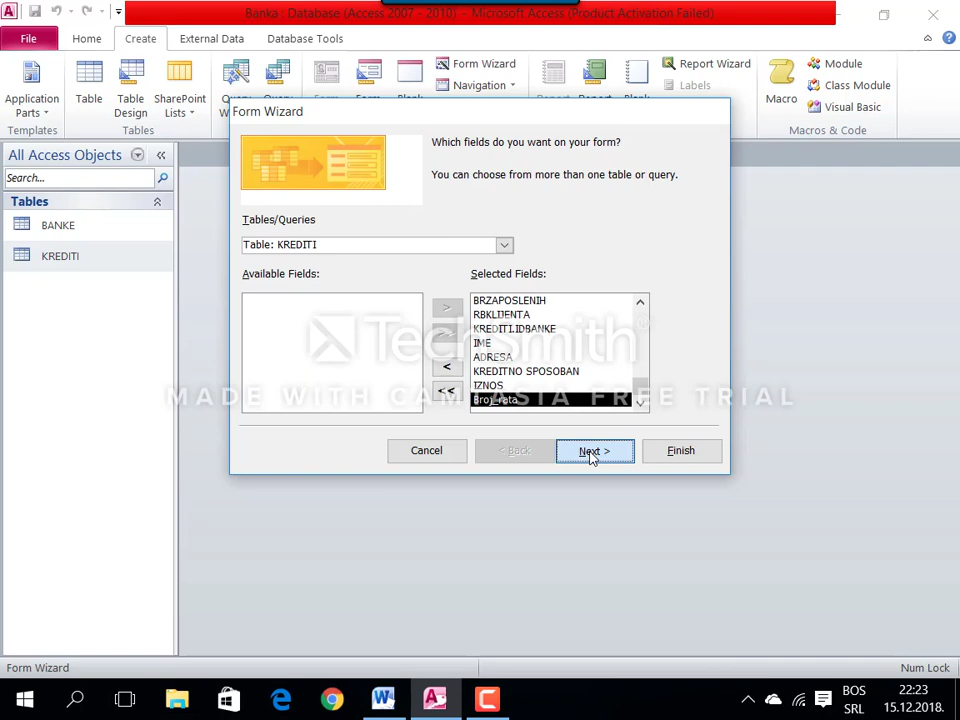 Banka : Database (Access 2007 - 2010) - Microsoft Access (Product Activation Failed)
File Home Create External Data Database Tools
Application Parts
Templates
Table
Table Design
SharePoint Lists
Tables
Form Wizard
Navigation
Report Wizard
Labels
Macro
Module
Class Module
Visual Basic
Macros & Code
All Access Objects
Search...
Tables
BANKE
KREDITI
Form Wizard
Which fields do you want on your form?
You can choose from more than one table or query.
Tables/Queries
Table: KREDITI
Available Fields:
Selected Fields:
>
>>
<
<<
BRZAPOSLENIH
RBKLIJENTA
KREDITI.IDBANKE
IME
ADRESA
KREDITNO SPOSOBAN
IZNOS
Broj_rata
TechSmith
MADE WITH CAMTASIA FREE TRIAL
Cancel
< Back
Next >
Finish
Form Wizard
Num Lock
BOS
SRL
22:23
15.12.2018.